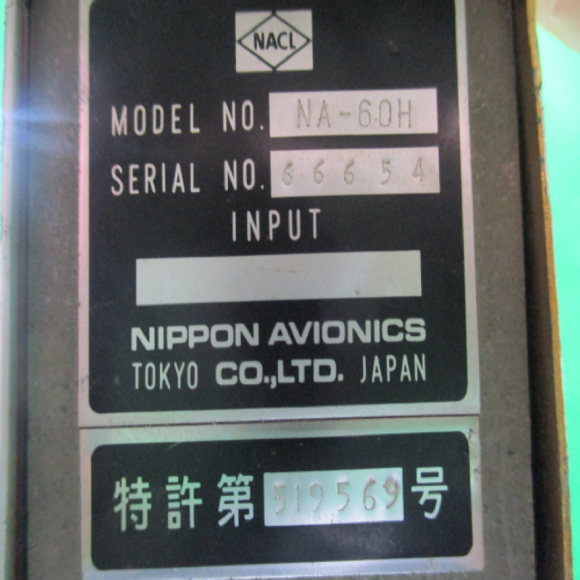 NACL
MODEL NO. NA-60H
SERIAL NO. 66654
INPUT
NIPPON AVIONICS
TOKYO CO.,LTD. JAPAN
特許第519569号